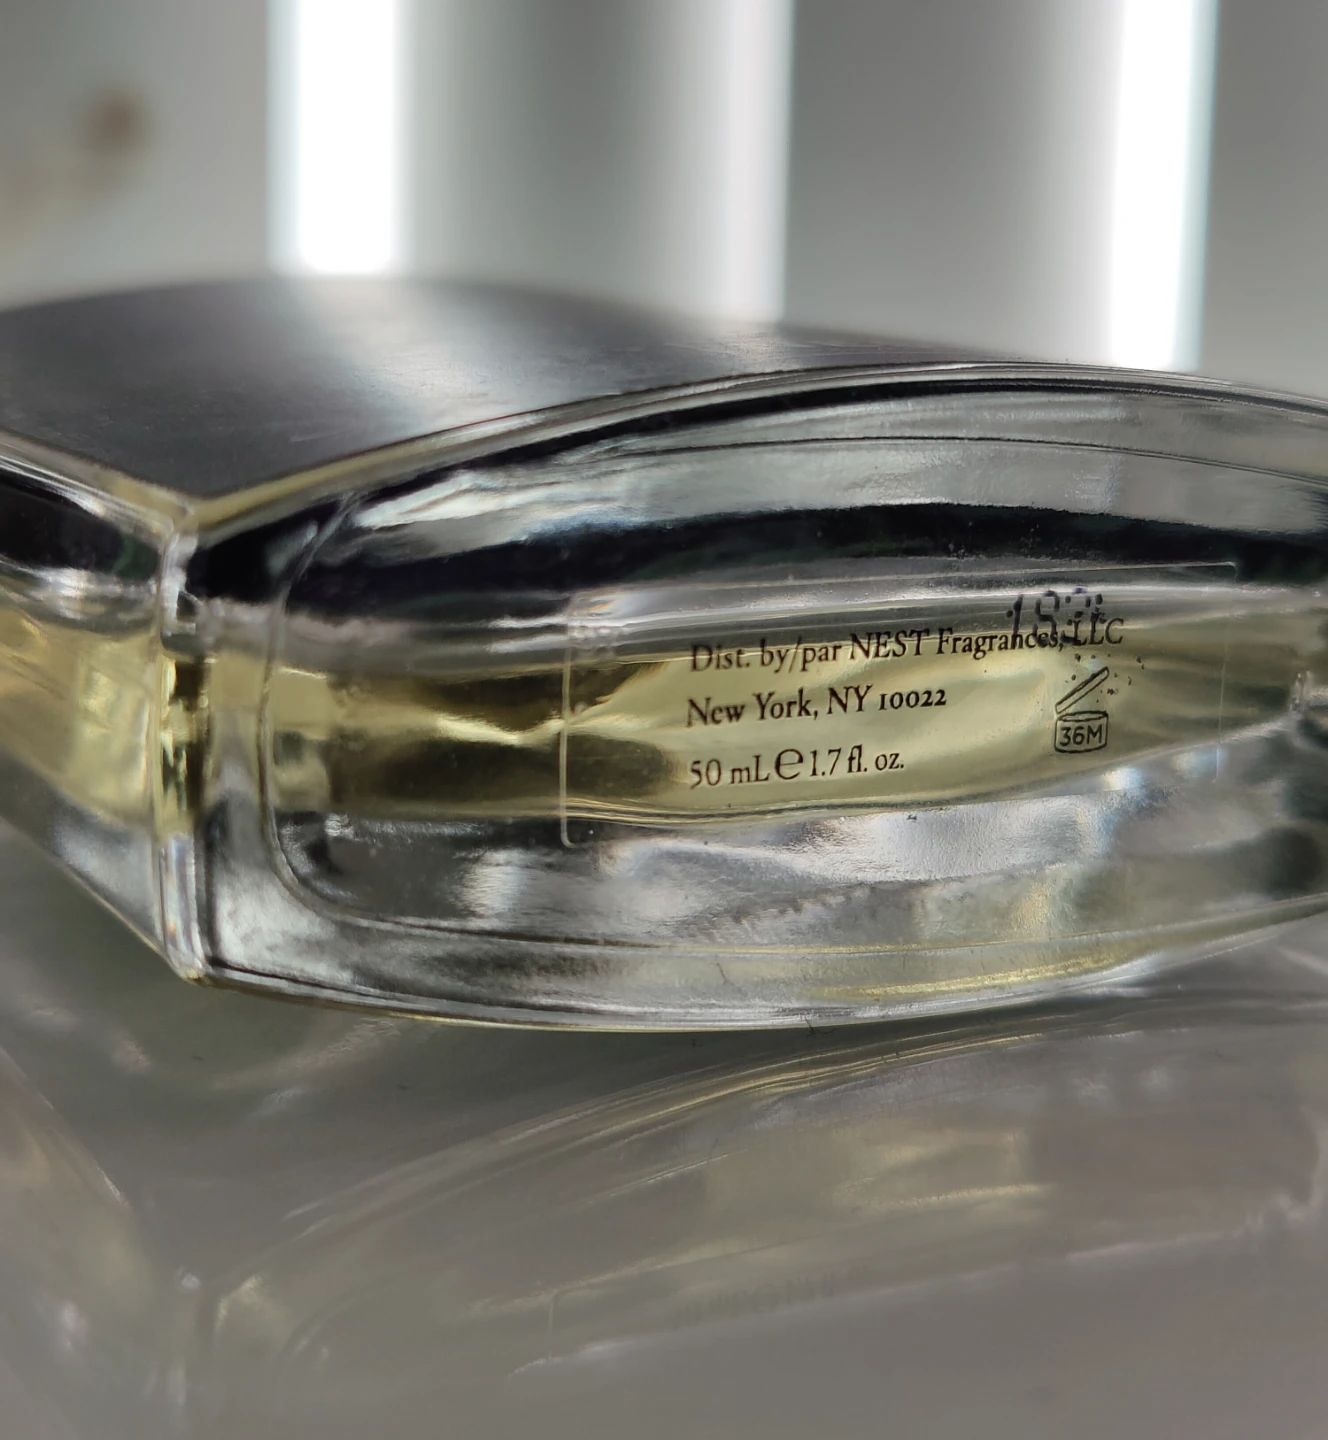 Dist. by/par NEST Fragrances, LLC
New York, NY 10022
36M
50 mL ℮ 1.7 fl. oz.